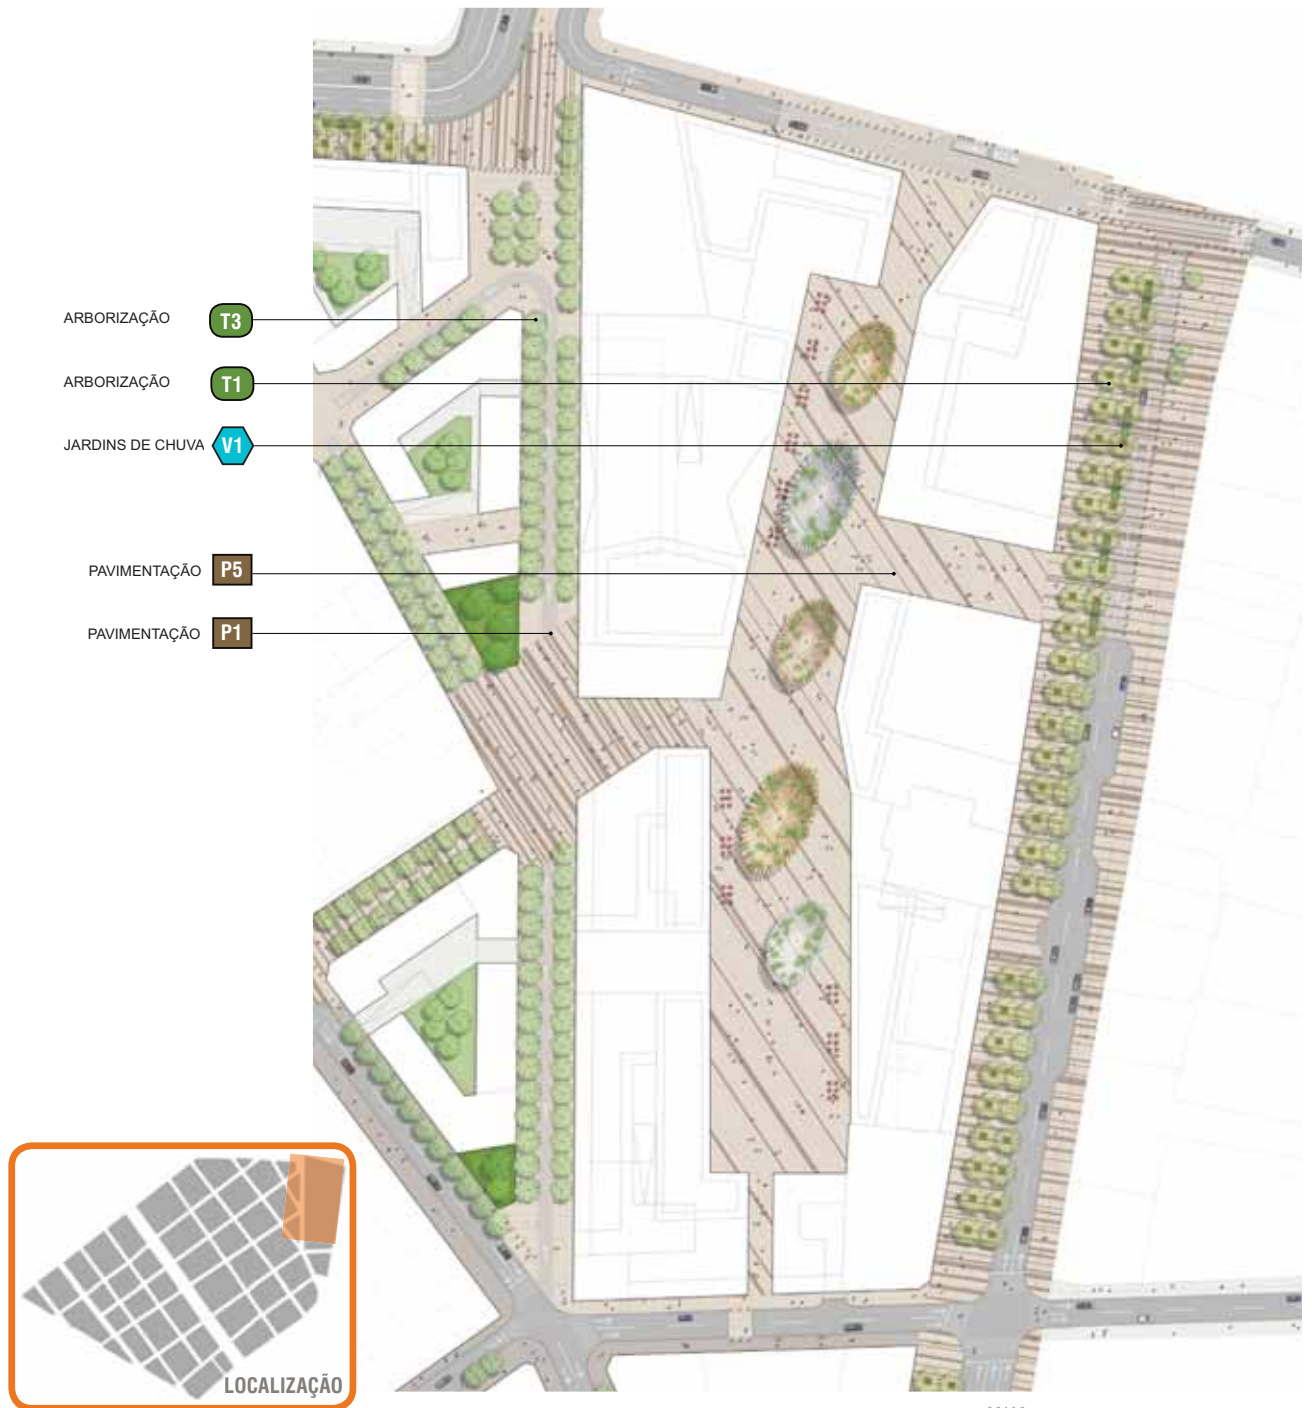 ARBORIZAÇÃO T3
ARBORIZAÇÃO T1
JARDINS DE CHUVA V1
PAVIMENTAÇÃO P5
PAVIMENTAÇÃO P1
LOCALIZAÇÃO